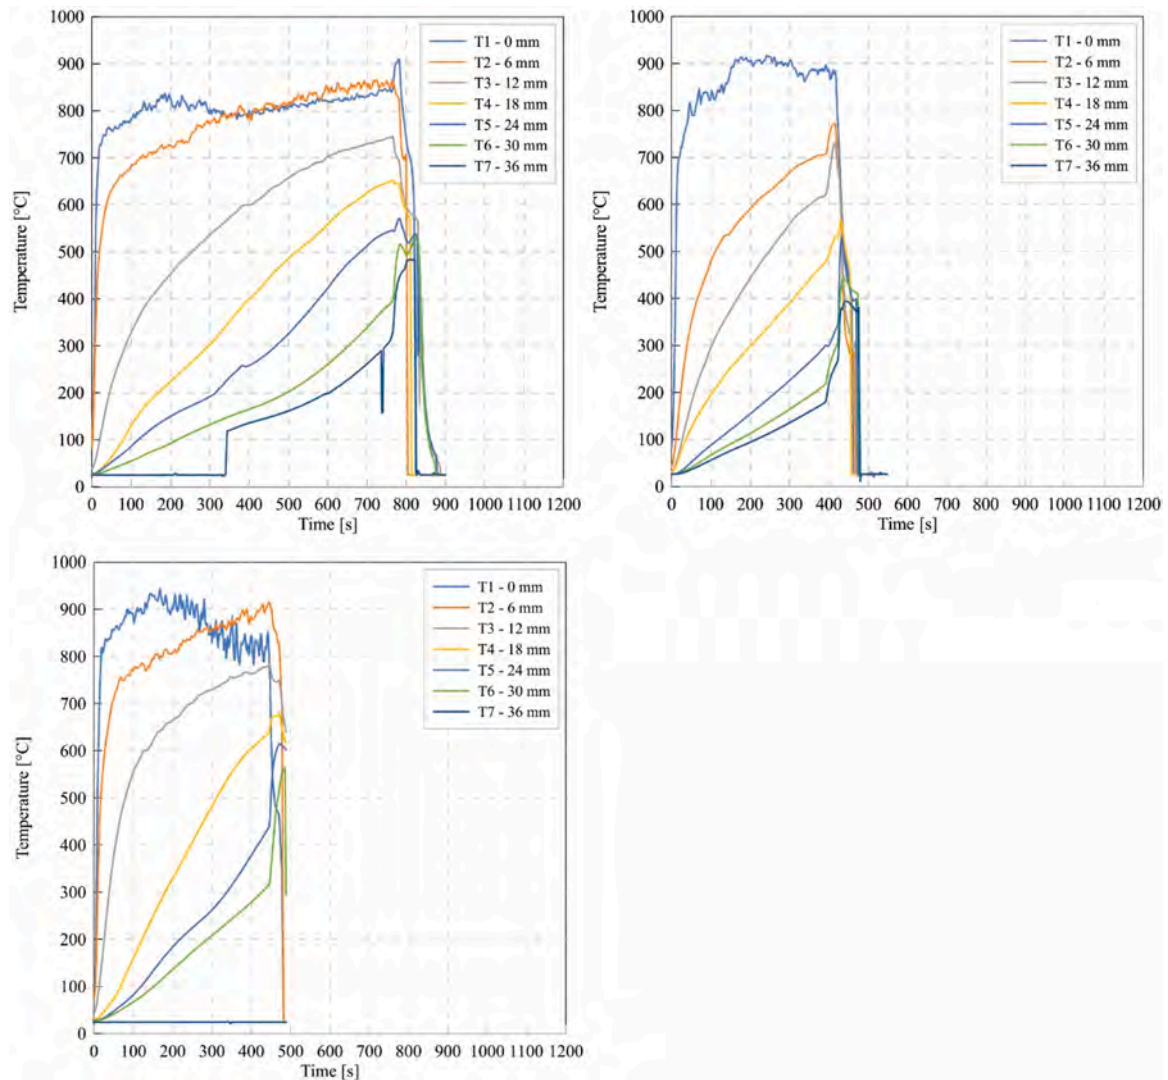 1000
900
800
700
600
500
400
300
200
100
0
Temperature [°C]
T1 - 0 mm
T2 - 6 mm
T3 - 12 mm
T4 - 18 mm
T5 - 24 mm
T6 - 30 mm
T7 - 36 mm
0 100 200 300 400 500 600 700 800 900 1000 1100 1200
Time [s]
1000
900
800
700
600
500
400
300
200
100
0
Temperature [°C]
T1 - 0 mm
T2 - 6 mm
T3 - 12 mm
T4 - 18 mm
T5 - 24 mm
T6 - 30 mm
T7 - 36 mm
0 100 200 300 400 500 600 700 800 900 1000 1100 1200
Time [s]
1000
900
800
700
600
500
400
300
200
100
0
Temperature [°C]
T1 - 0 mm
T2 - 6 mm
T3 - 12 mm
T4 - 18 mm
T5 - 24 mm
T6 - 30 mm
T7 - 36 mm
0 100 200 300 400 500 600 700 800 900 1000 1100 1200
Time [s]